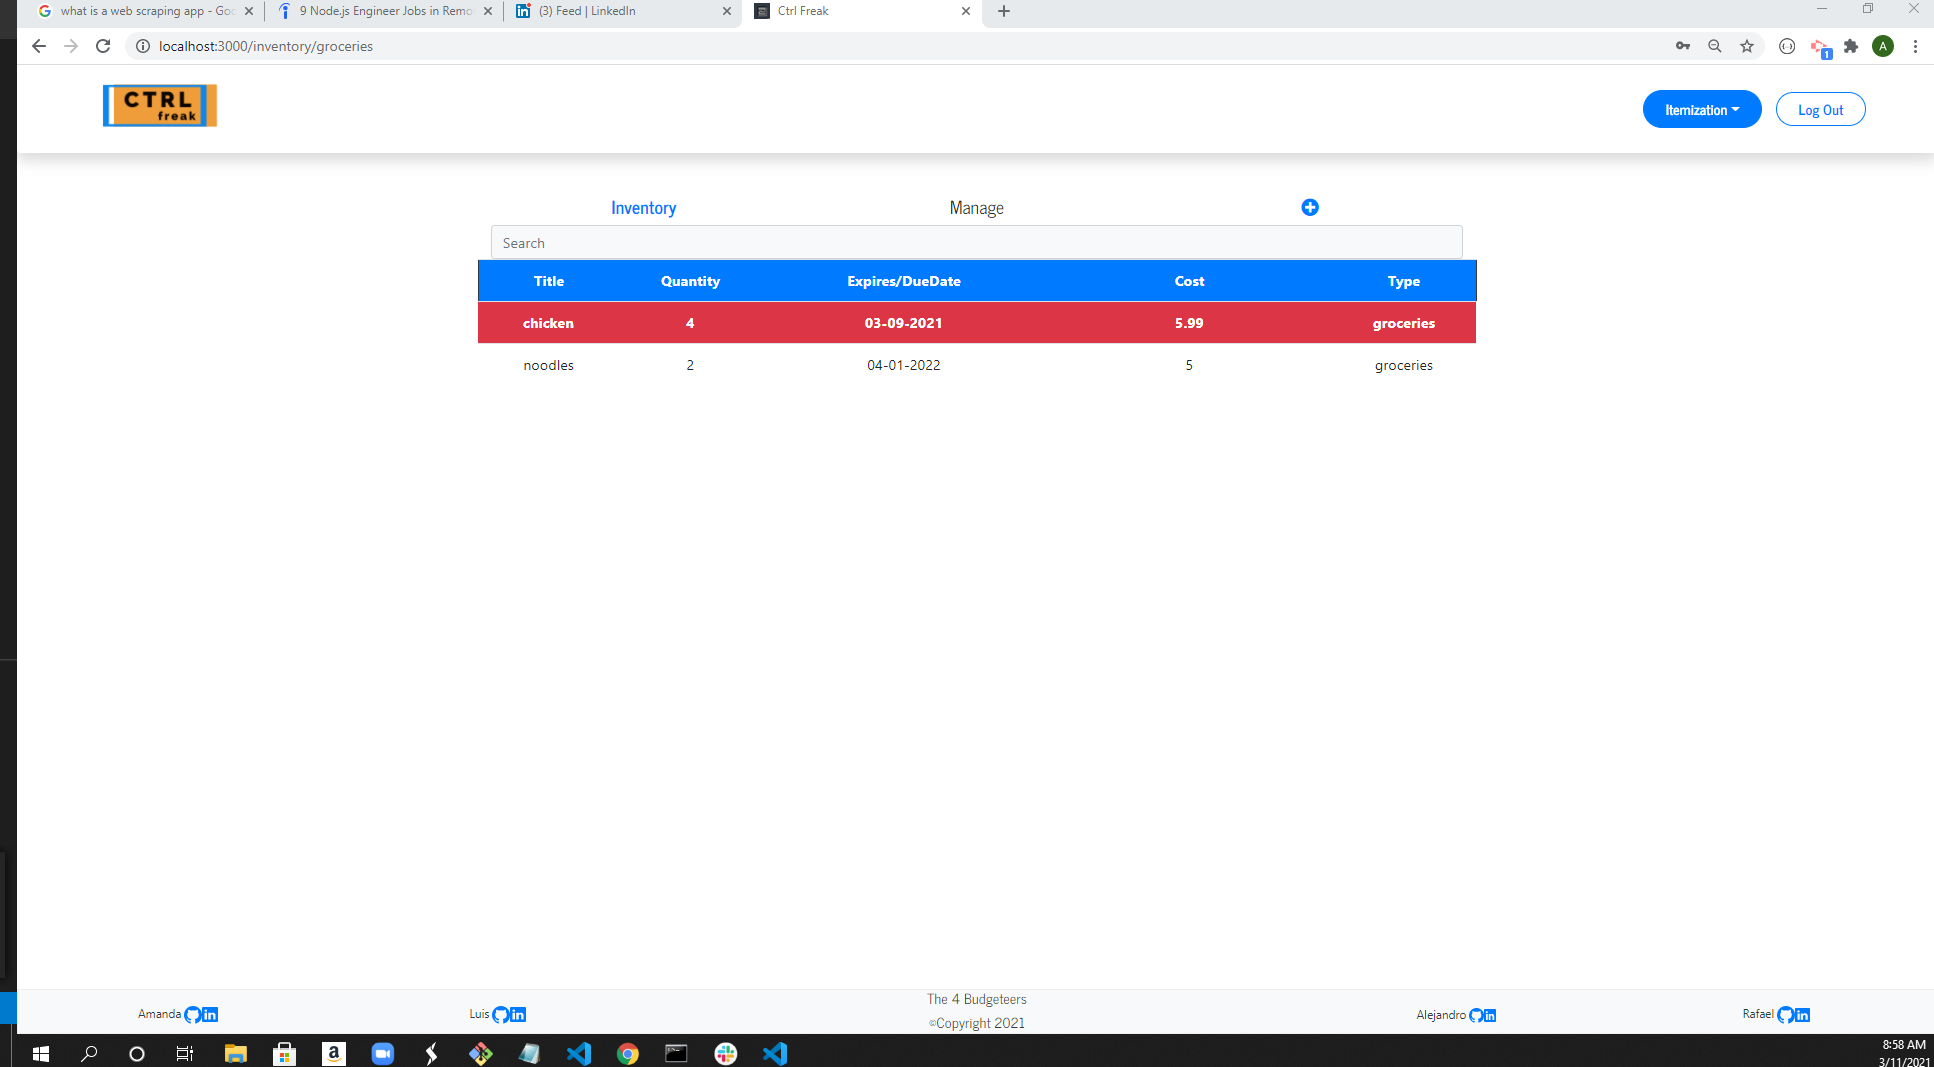 what is a web scraping app - Goo
9 Node.js Engineer Jobs in Remo
(3) Feed | LinkedIn
Ctrl Freak
localhost:3000/inventory/groceries
A
1
CTRL
freak
Itemization
Log Out
Inventory Manage
Search
Title Quantity Expires/DueDate Cost Type
chicken 4 03-09-2021 5.99 groceries
noodles 2 04-01-2022 5 groceries
The 4 Budgeteers
Amanda Luis Alejandro Rafael
©Copyright 2021
8:58 AM
3/11/2021